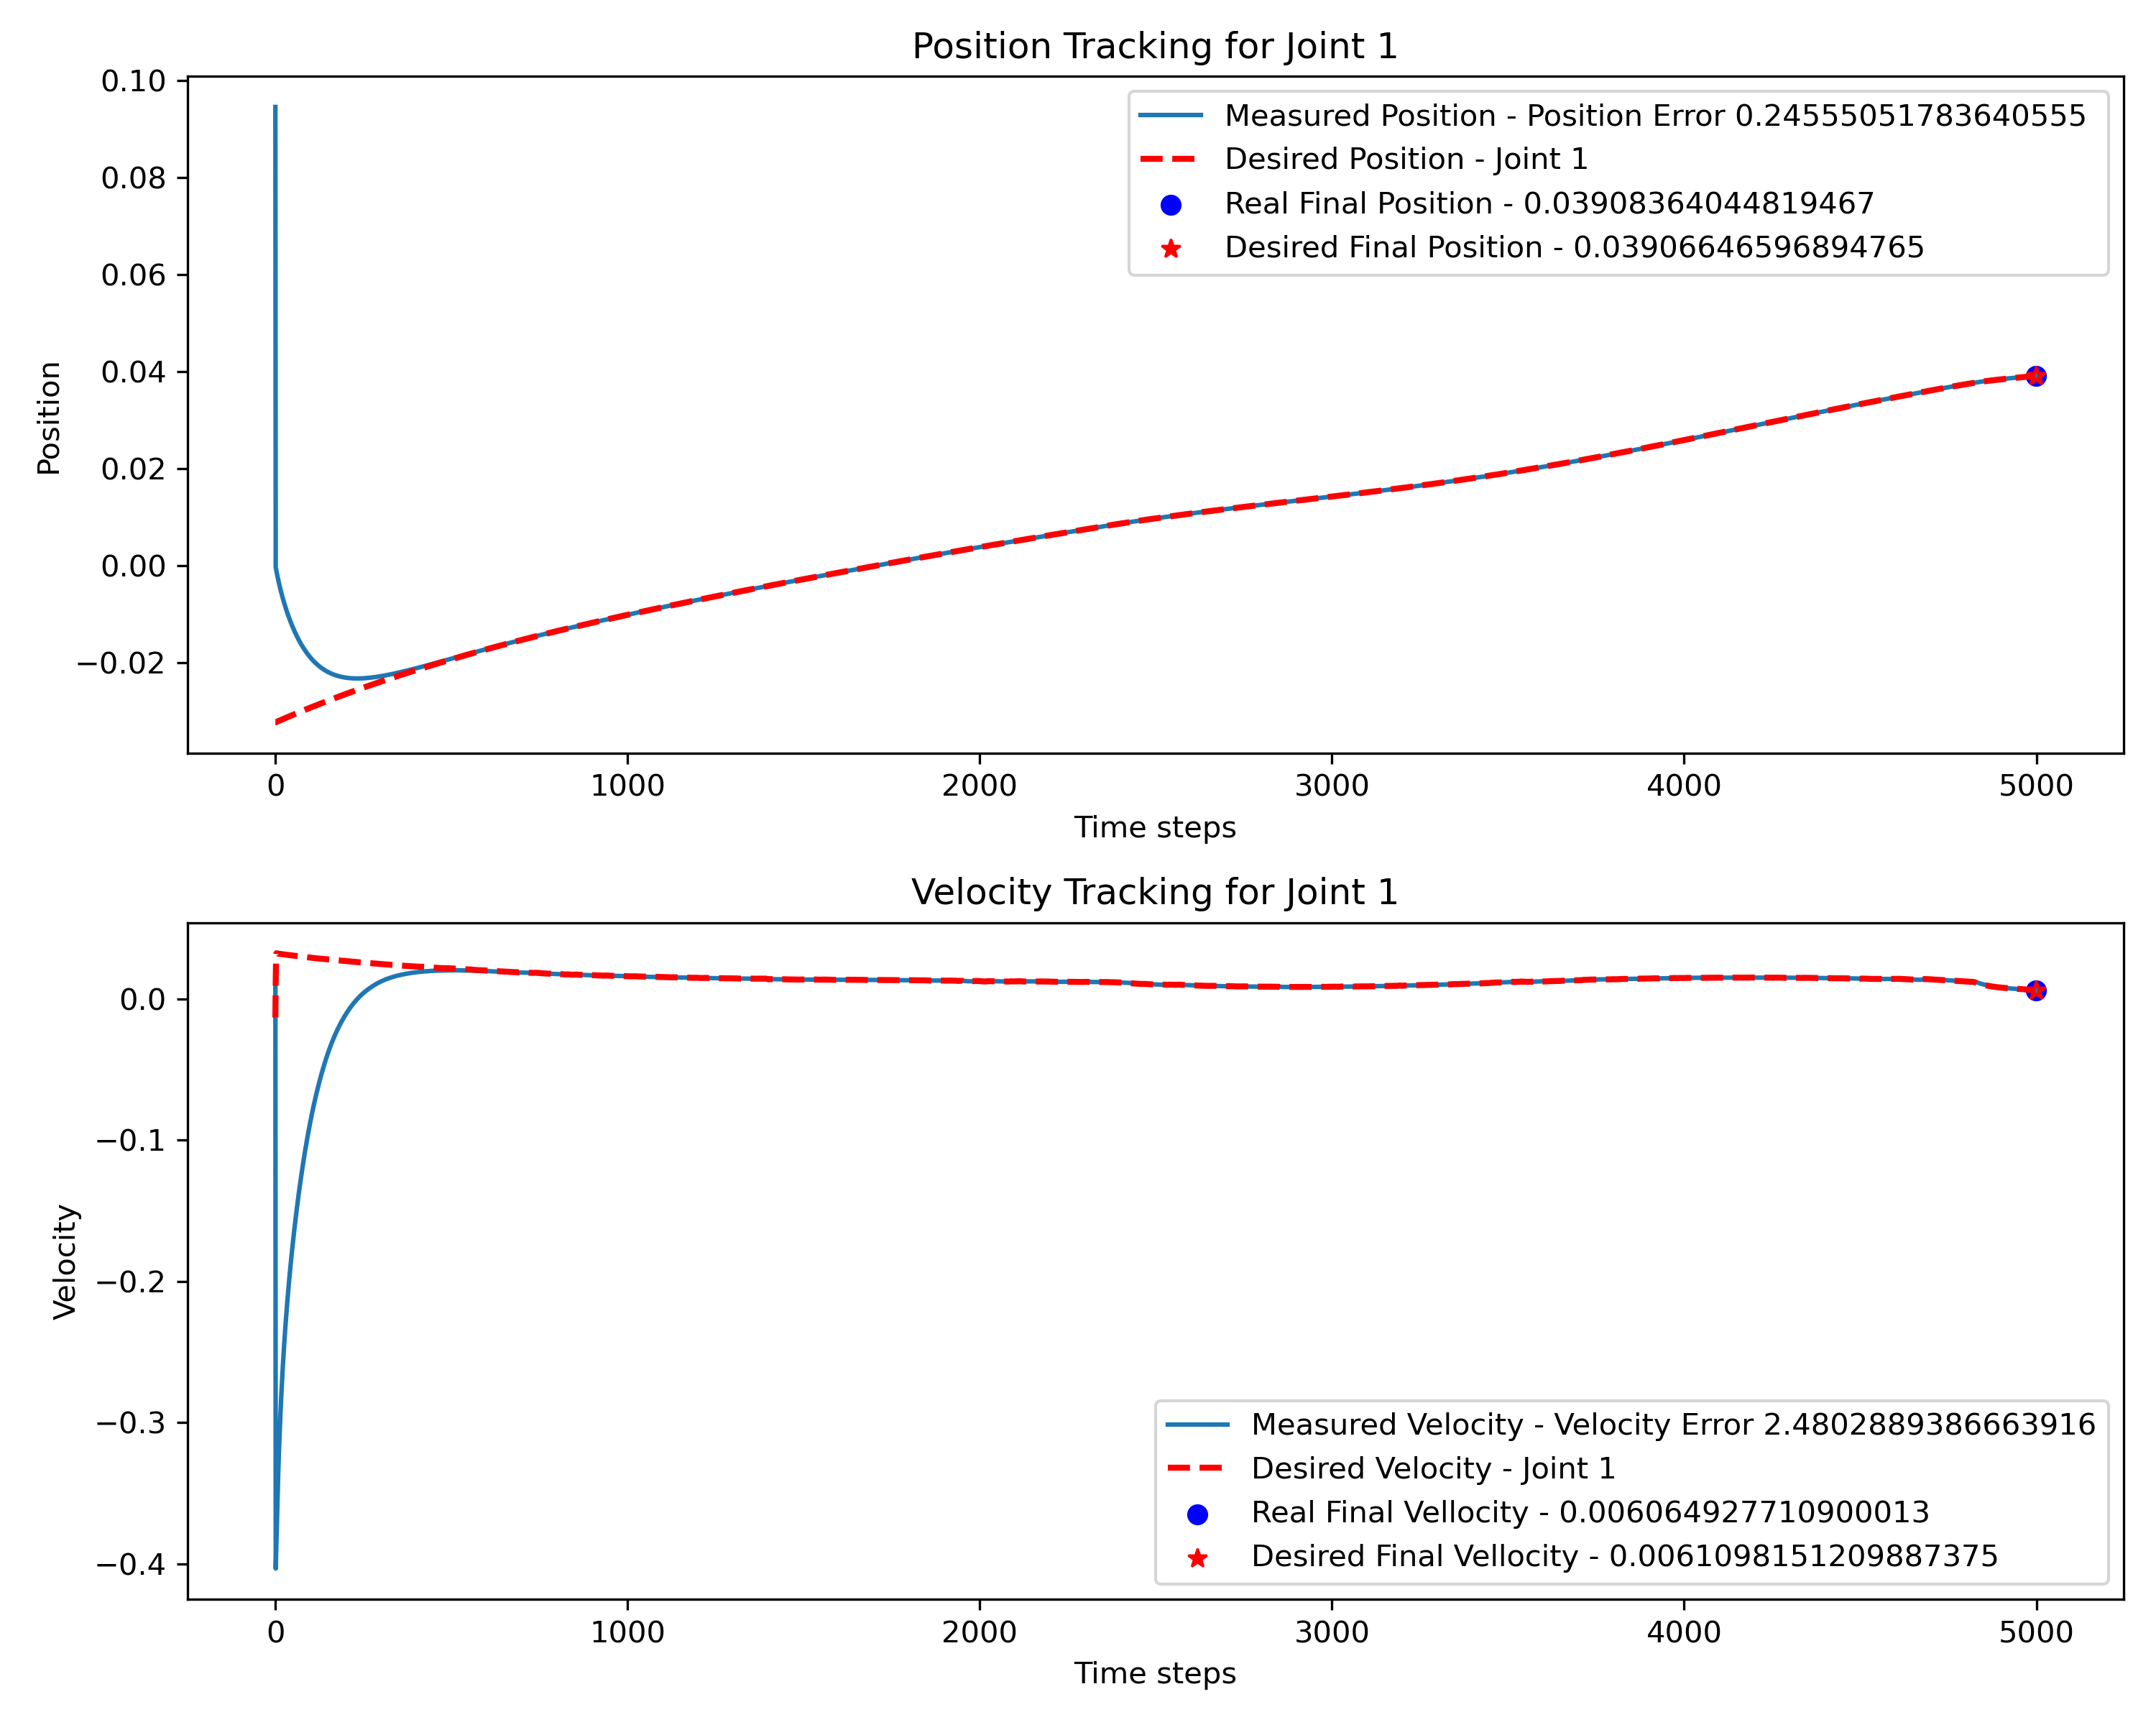 Position Tracking for Joint 1
0.10
0.08
0.06
0.04
0.02
0.00
−0.02
Position
Measured Position - Position Error 0.24555051783640555
Desired Position - Joint 1
Real Final Position - 0.03908364044819467
Desired Final Position - 0.03906646596894765
0 1000 2000 3000 4000 5000
Time steps
Velocity Tracking for Joint 1
0.0
−0.1
−0.2
−0.3
−0.4
Velocity
Measured Velocity - Velocity Error 2.4802889386663916
Desired Velocity - Joint 1
Real Final Vellocity - 0.006064927710900013
Desired Final Vellocity - 0.0061098151209887375
0 1000 2000 3000 4000 5000
Time steps